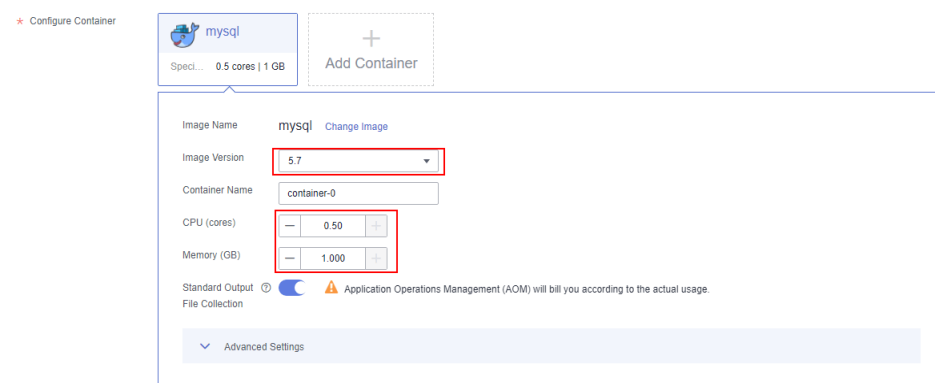 * Configure Container
mysql
Speci... 0.5 cores | 1 GB
+
Add Container
Image Name mysql Change Image
Image Version 5.7
Container Name container-0
CPU (cores) — 0.50 +
Memory (GB) — 1.000 +
Standard Output ? Application Operations Management (AOM) will bill you according to the actual usage.
File Collection
Advanced Settings